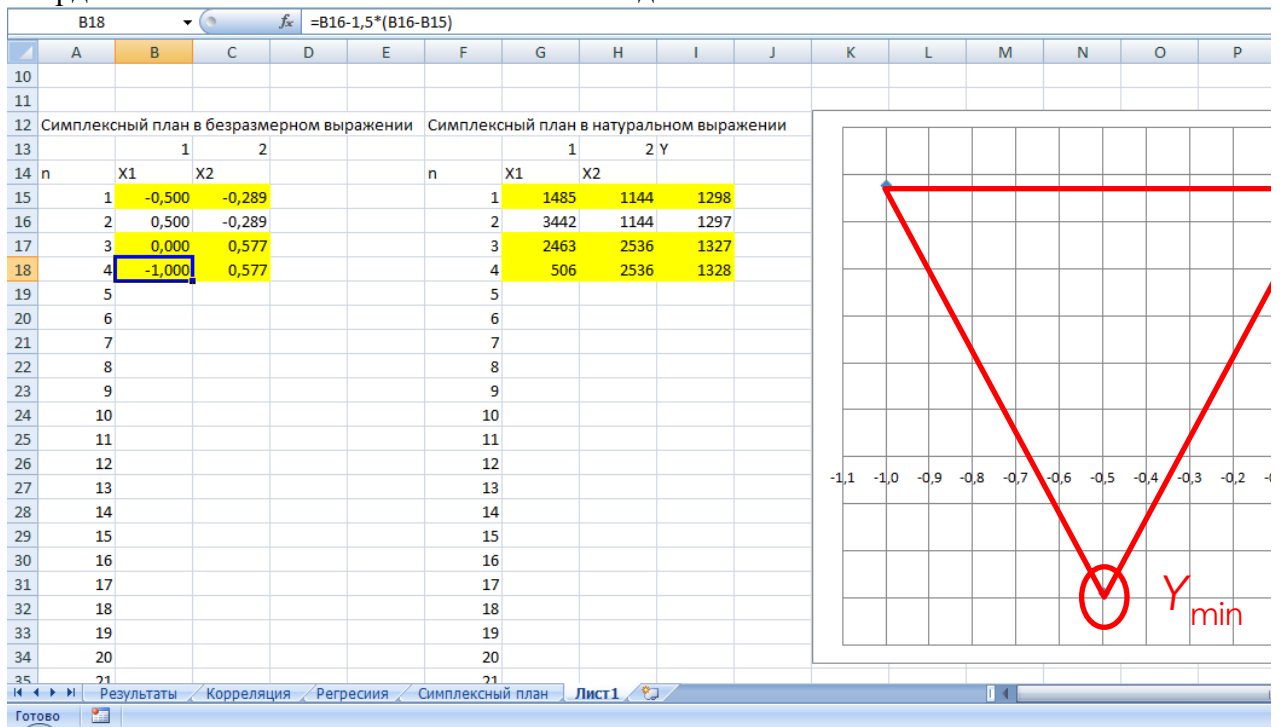 B18 fx =B16-1,5*(B16-B15)
A B C D E F G H I J K L M N O P
10
11
12 Симплексный план в безразмерном выражении Симплексный план в натуральном выражении
13 1 2 1 2 Y
14 n X1 X2 n X1 X2
15 1 -0,500 -0,289 1 1485 1144 1298
16 2 0,500 -0,289 2 3442 1144 1297
17 3 0,000 0,577 3 2463 2536 1327
18 4 -1,000 0,577 4 506 2536 1328
19 5 5
20 6 6
21 7 7
22 8 8
23 9 9
24 10 10
25 11 11
26 12 12
27 13 13
-1,1 -1,0 -0,9 -0,8 -0,7 -0,6 -0,5 -0,4 -0,3 -0,2
28 14 14
29 15 15
30 16 16
31 17 17
32 18 18
Ymin
33 19 19
34 20 20
35 21 21
Результаты Корреляция Регресиия Симплексный план Лист1
Готово